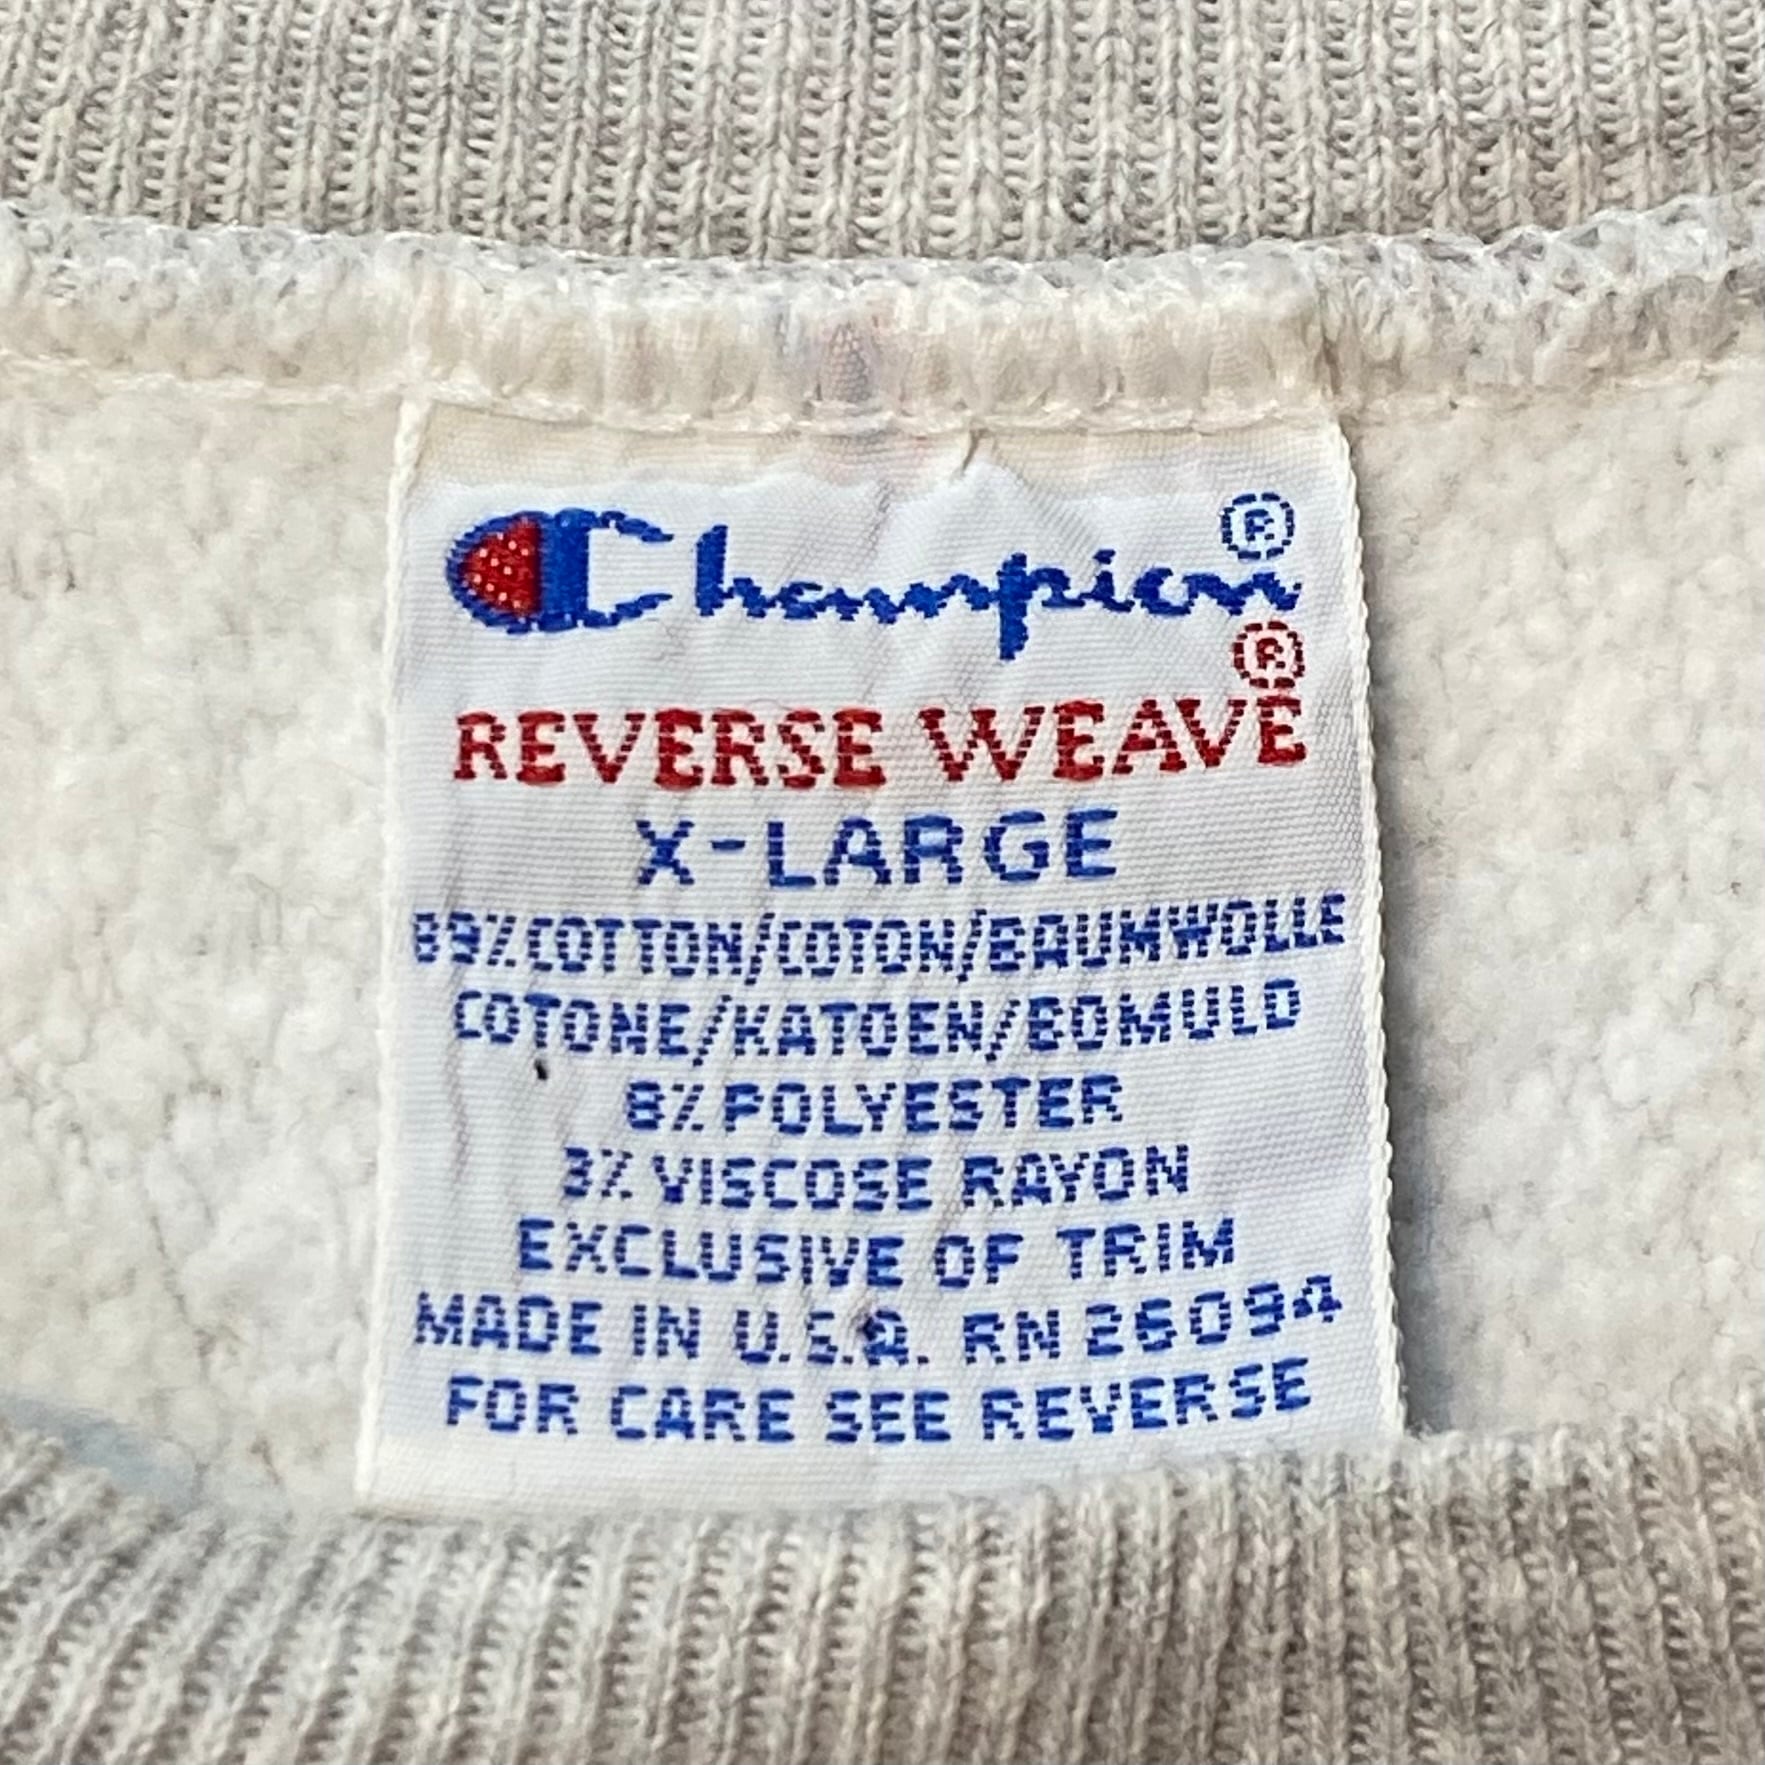 Champion®
REVERSE WEAVE®
X-LARGE
89% COTTON/COTON/BAUMWOLLE
COTONE/KATOEN/BOMULD
8% POLYESTER
3% VISCOSE RAYON
EXCLUSIVE OF TRIM
MADE IN U.S.A. RN 26094
FOR CARE SEE REVERSE